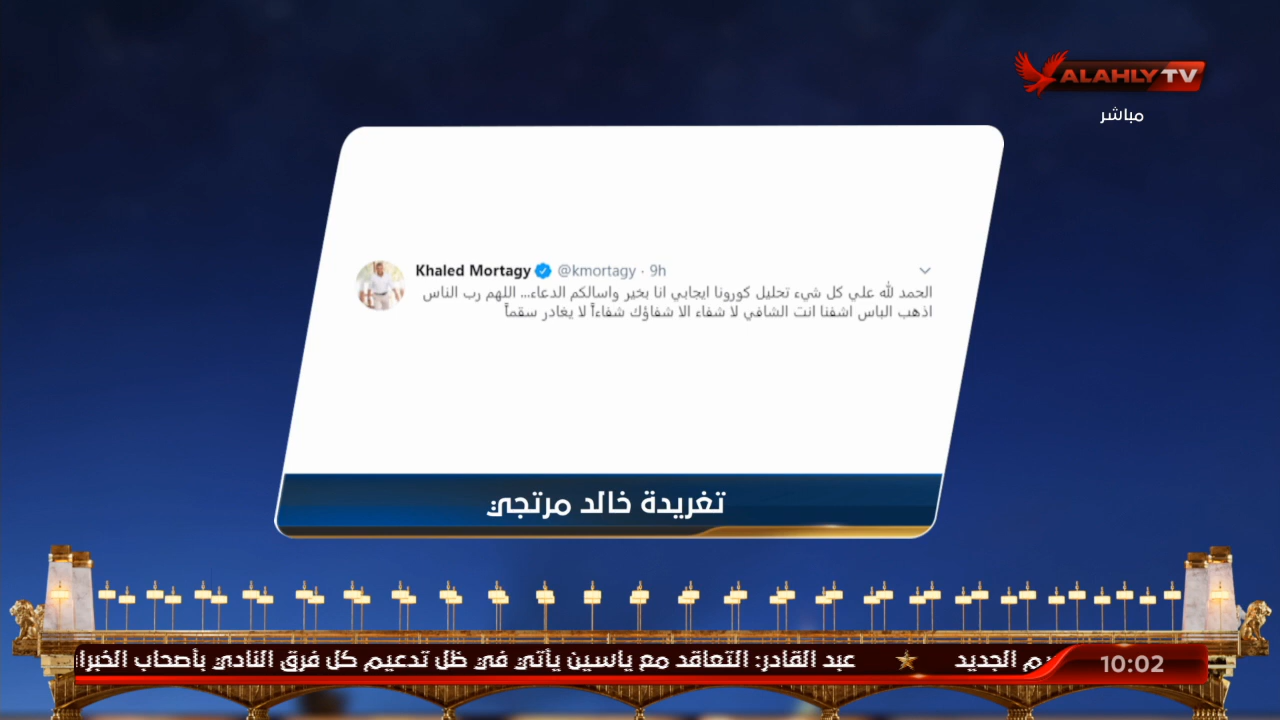 ALAHLY TV
مباشر
Khaled Mortagy @kmortagy · 9h
الحمد لله علي كل شيء تحليل كورونا ايجابي انا بخير واسالكم الدعاء... اللهم رب الناس
اذهب الباس اشفنا انت الشافي لا شفاء الا شفاؤك شفاءاً لا يغادر سقماً
تغريدة خالد مرتجي
الجديد ★ عبد القادر: التعاقد مع ياسين يأتي في ظل تدعيم كل فرق النادي بأصحاب
10:02